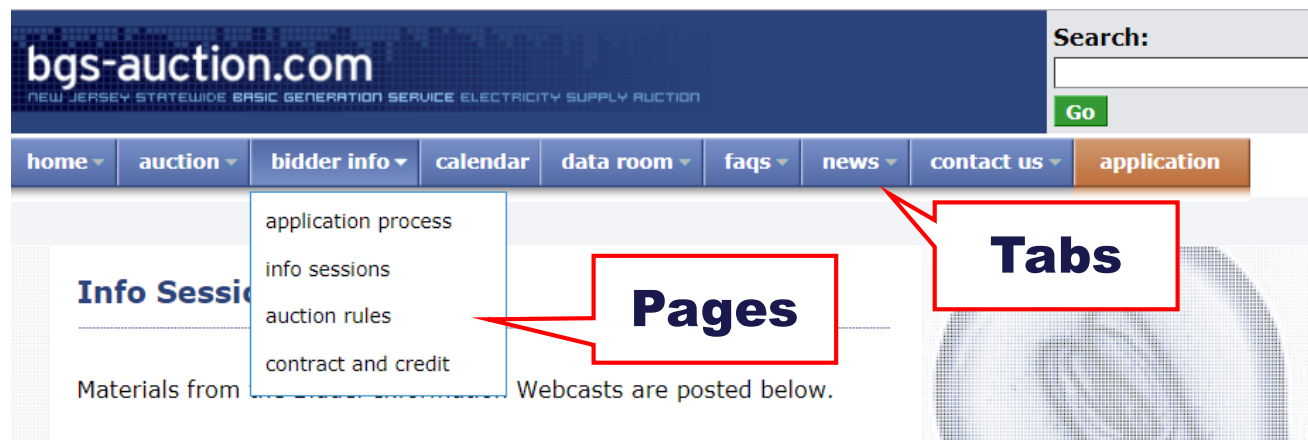 bgs-auction.com
NEW JERSEY STATEWIDE BASIC GENERATION SERVICE ELECTRICITY SUPPLY AUCTION
Search:
Go
home auction bidder info calendar data room faqs news contact us application
application process
info sessions
auction rules
contract and credit
Tabs
Pages
Info Sessio
Materials from Webcasts are posted below.